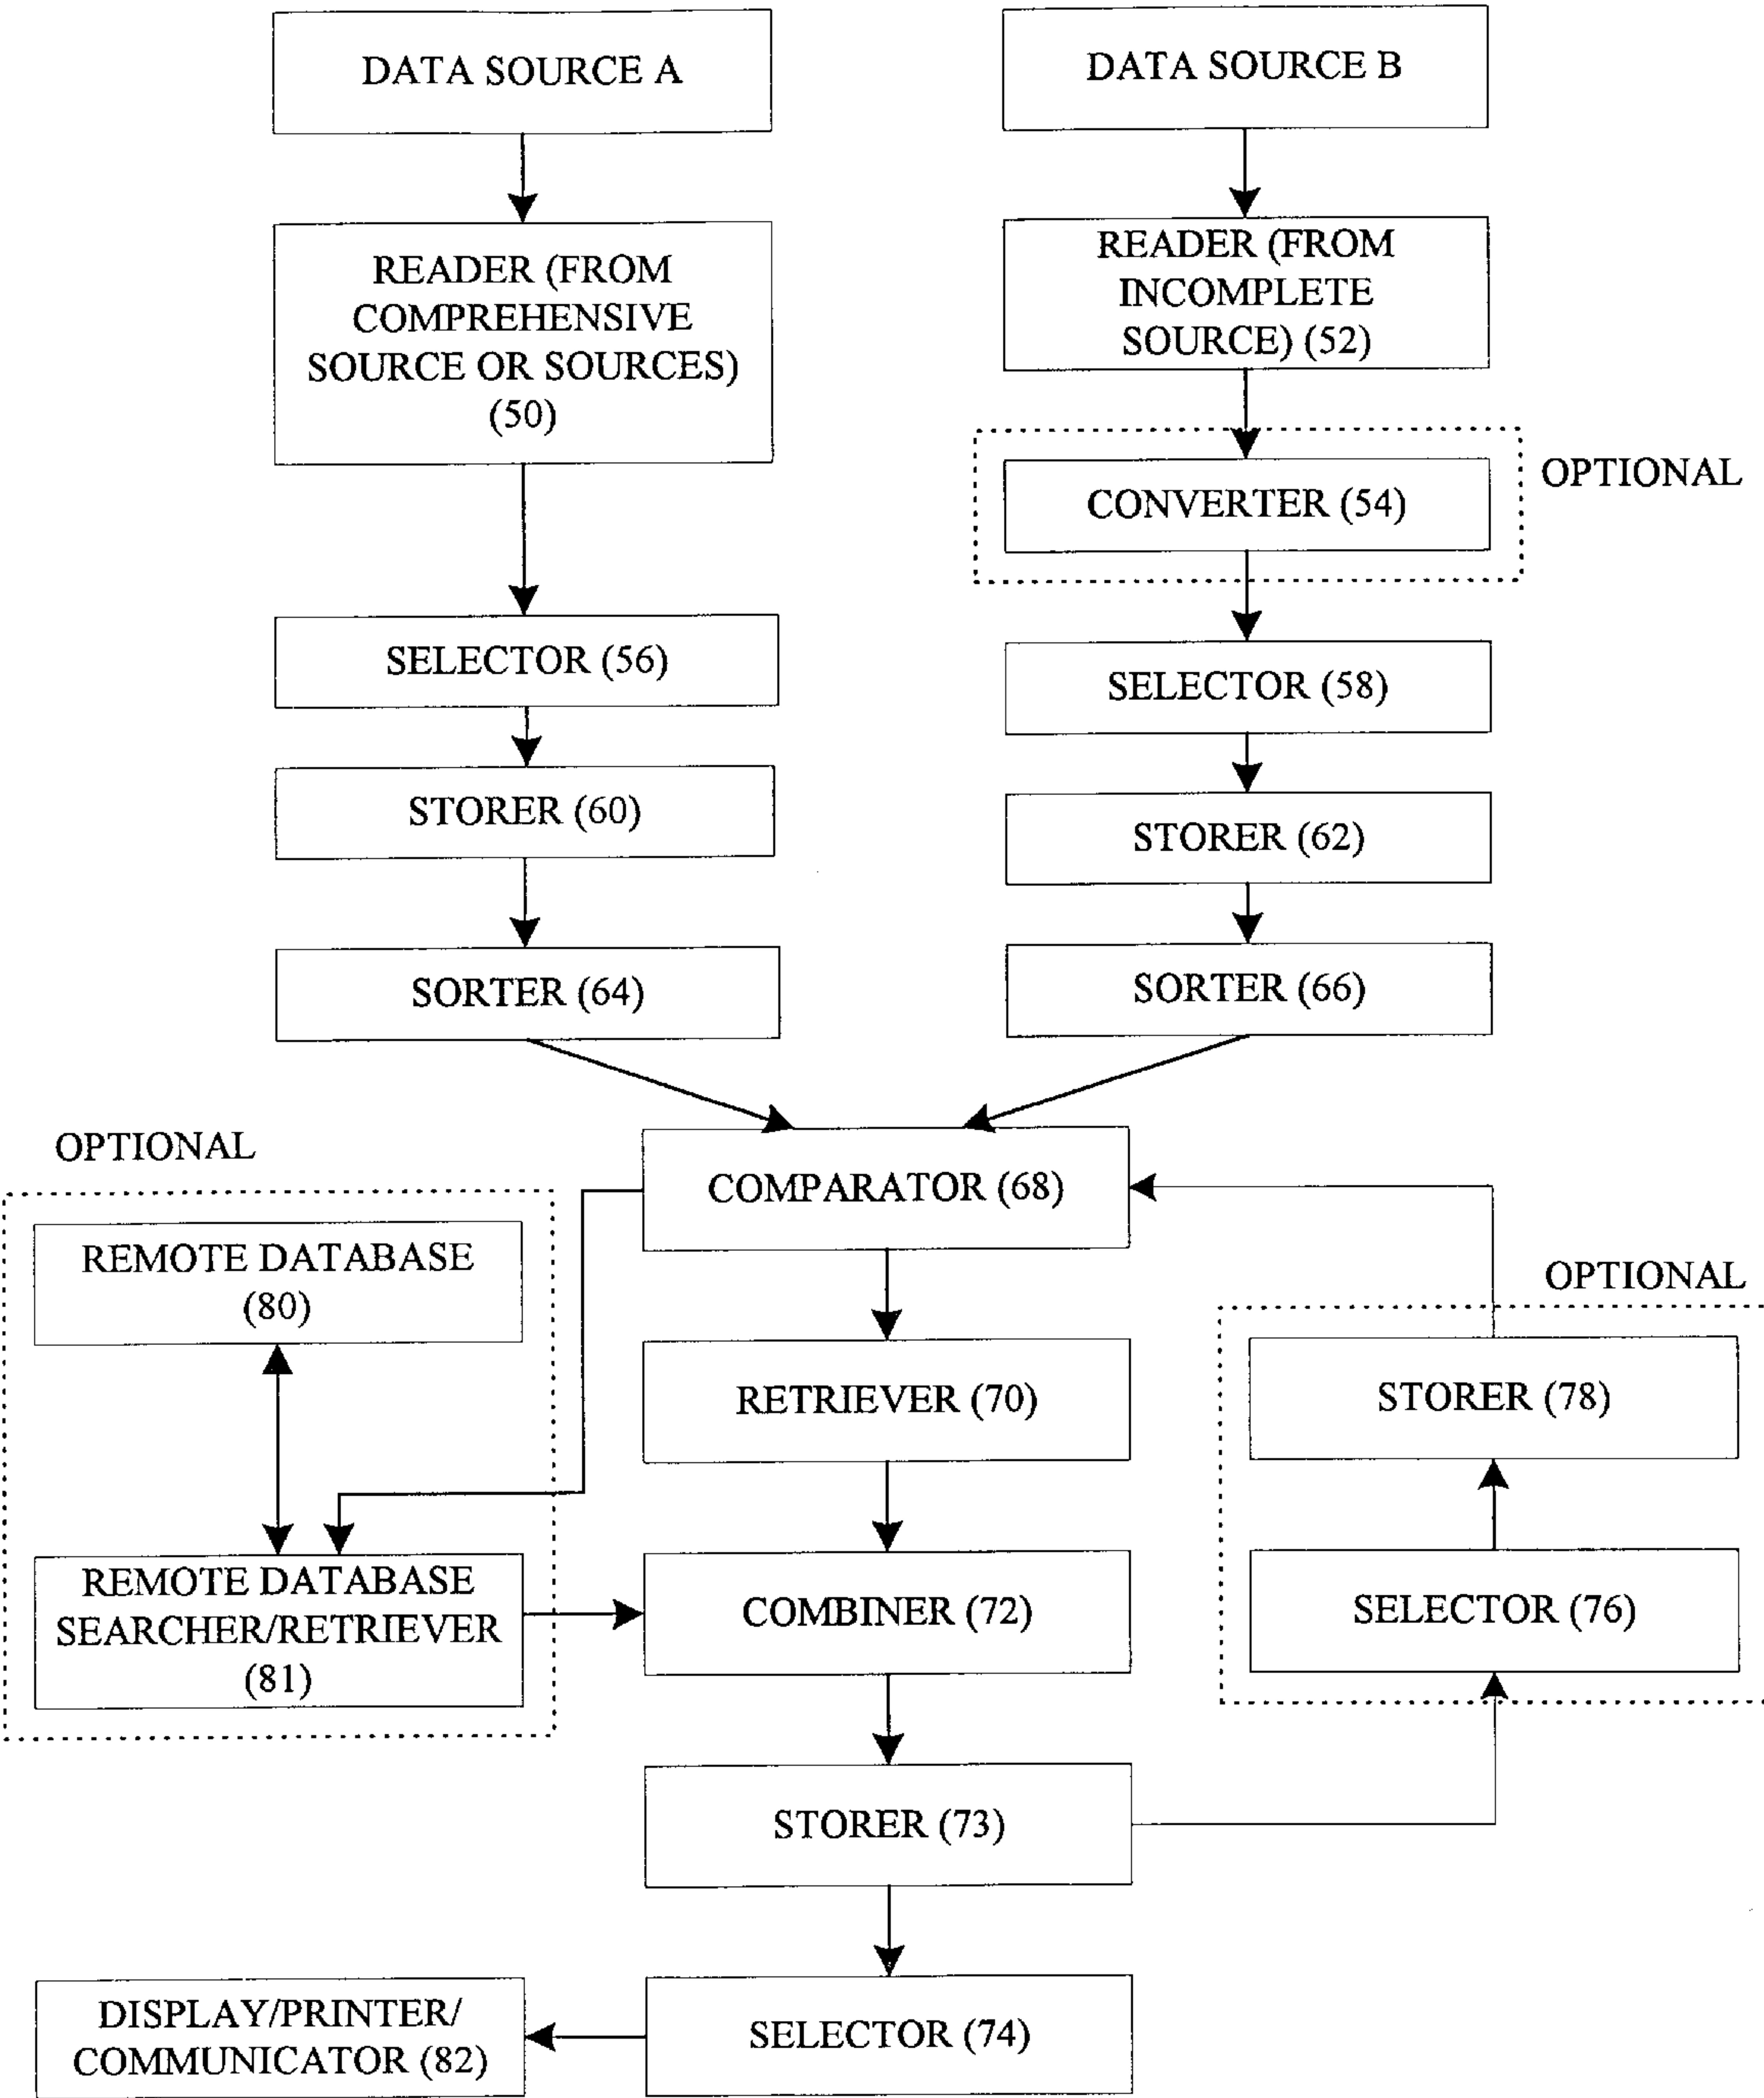 DATA SOURCE A
DATA SOURCE B
READER (FROM
COMPREHENSIVE
SOURCE OR SOURCES)
(50)
READER (FROM
INCOMPLETE
SOURCE) (52)
CONVERTER (54)
OPTIONAL
SELECTOR (56)
SELECTOR (58)
STORER (60)
STORER (62)
SORTER (64)
SORTER (66)
OPTIONAL
COMPARATOR (68)
REMOTE DATABASE
(80)
OPTIONAL
RETRIEVER (70)
STORER (78)
REMOTE DATABASE
SEARCHER/RETRIEVER
(81)
COMBINER (72)
SELECTOR (76)
STORER (73)
DISPLAY/PRINTER/
COMMUNICATOR (82)
SELECTOR (74)